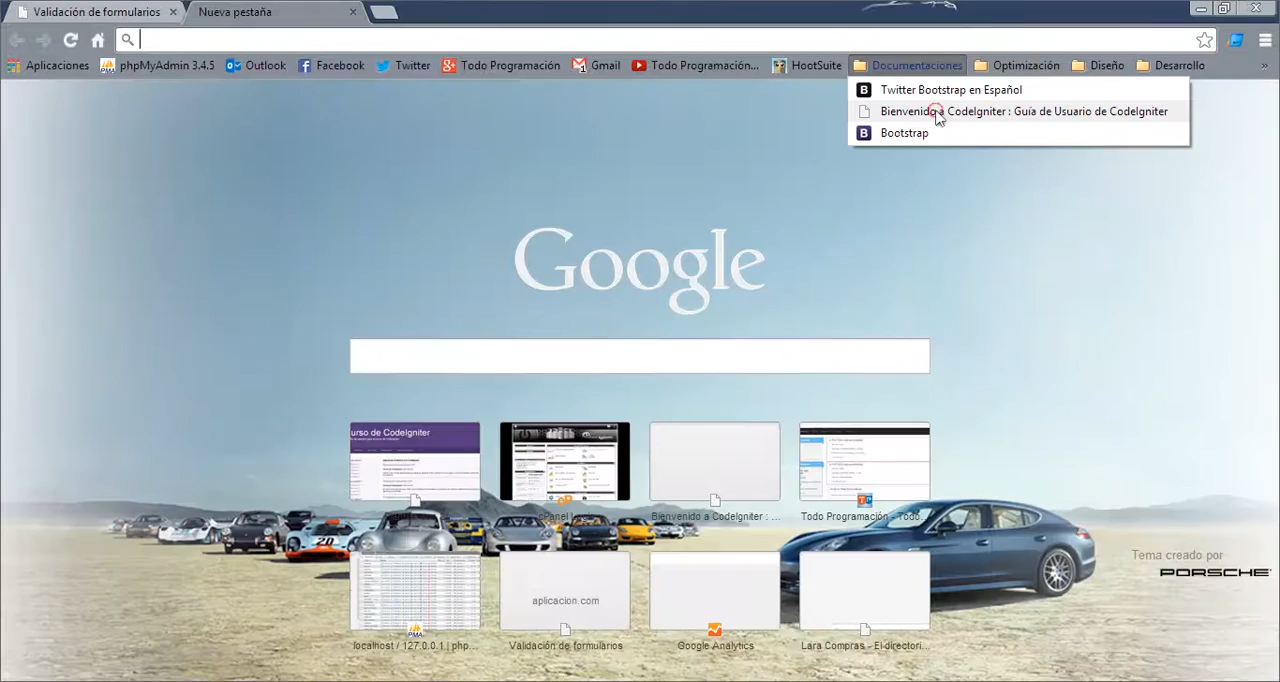 Validación de formularios
Nueva pestaña
Aplicaciones phpMyAdmin 3.4.5 Outlook Facebook Twitter Todo Programación Gmail Todo Programación... HootSuite Documentaciones Optimización Diseño Desarrollo »
Twitter Bootstrap en Español
Bienvenido a CodeIgniter : Guía de Usuario de CodeIgniter
Bootstrap
Google
urso de CodeIgniter
Bienvenido a CodeIgniter : ...
Todo Programación - Todo...
Tema creado por
PORSCHE
aplicacion.com
localhost / 127.0.0.1 | php...
Validación de formularios
Google Analytics
Lara Compras - El directori...